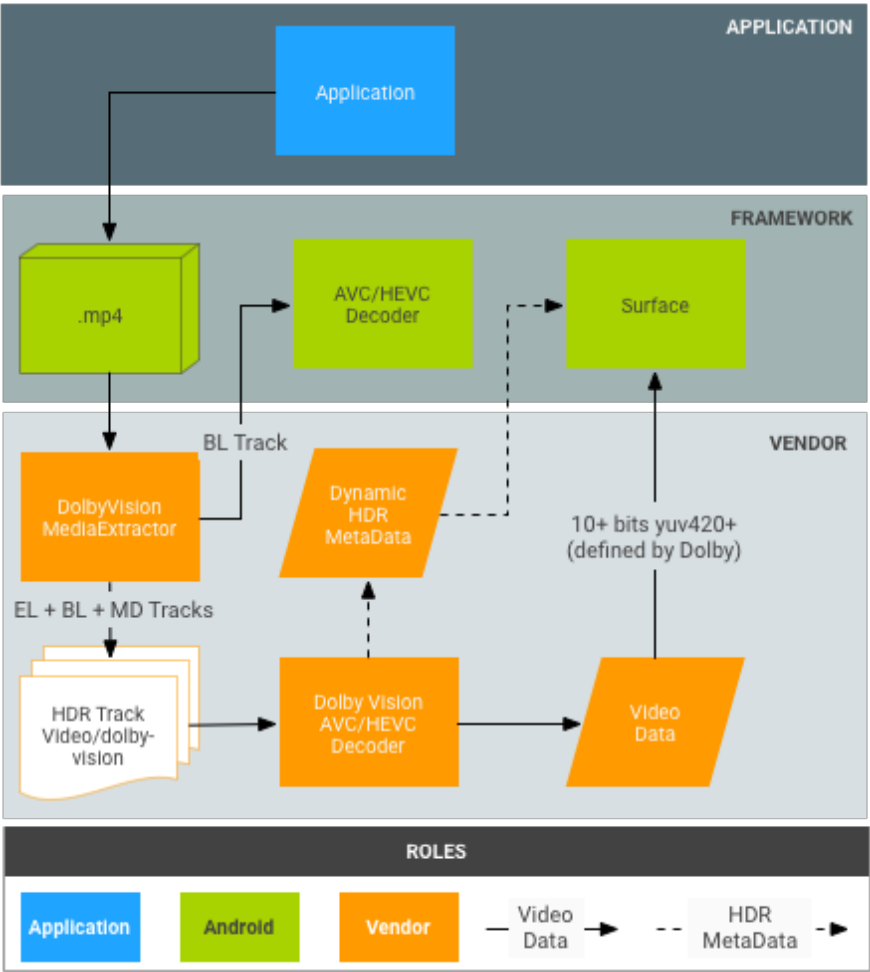 APPLICATION
Application
FRAMEWORK
.mp4
AVC/HEVC
Decoder
Surface
VENDOR
BL Track
DolbyVision
MediaExtractor
Dynamic
HDR
MetaData
10+ bits yuv420+
(defined by Dolby)
EL + BL + MD Tracks
HDR Track
Video/dolby-
vision
Dolby Vision
AVC/HEVC
Decoder
Video
Data
ROLES
Application
Android
Vendor
Video
Data
HDR
MetaData